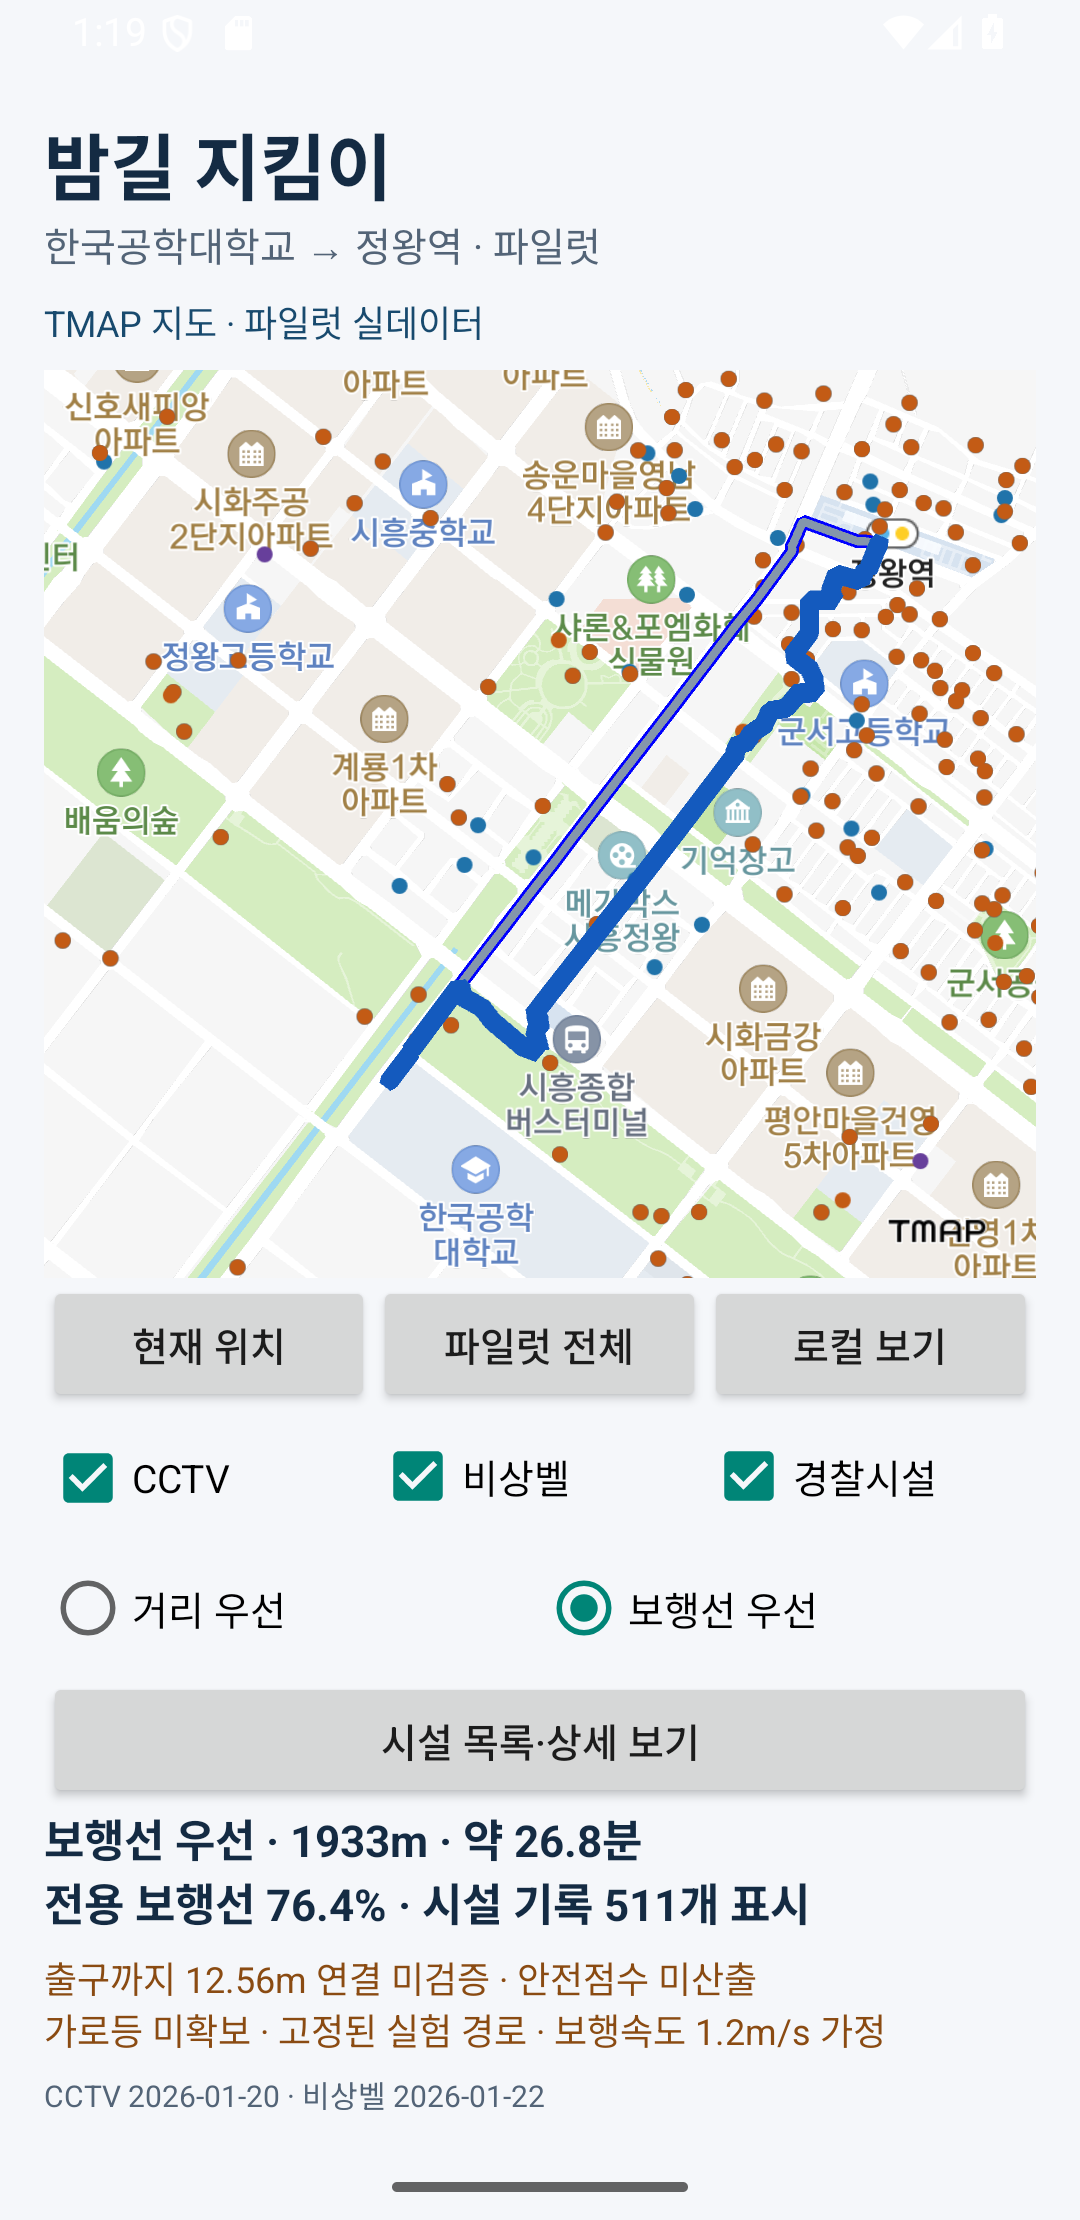 1:19
밤길 지킴이
한국공학대학교 → 정왕역 · 파일럿
TMAP 지도 · 파일럿 실데이터
아파트
아파트
신호새피앙
아파트
송운마을영남
4단지아파트
시화주공
2단지아파트
시흥중학교
센터
정왕역
정왕고등학교
샤론&포엠화훼
식물원
군서고등학교
계룡1차
아파트
배움의숲
기억창고
메가박스
시흥정왕
군서공
시화금강
아파트
시흥종합
버스터미널
평안마을건영
5차아파트
한국공학
대학교
TMAP
아파트
현재 위치
파일럿 전체
로컬 보기
CCTV
비상벨
경찰시설
거리 우선
보행선 우선
시설 목록·상세 보기
보행선 우선 · 1933m · 약 26.8분
전용 보행선 76.4% · 시설 기록 511개 표시
출구까지 12.56m 연결 미검증 · 안전점수 미산출
가로등 미확보 · 고정된 실험 경로 · 보행속도 1.2m/s 가정
CCTV 2026-01-20 · 비상벨 2026-01-22